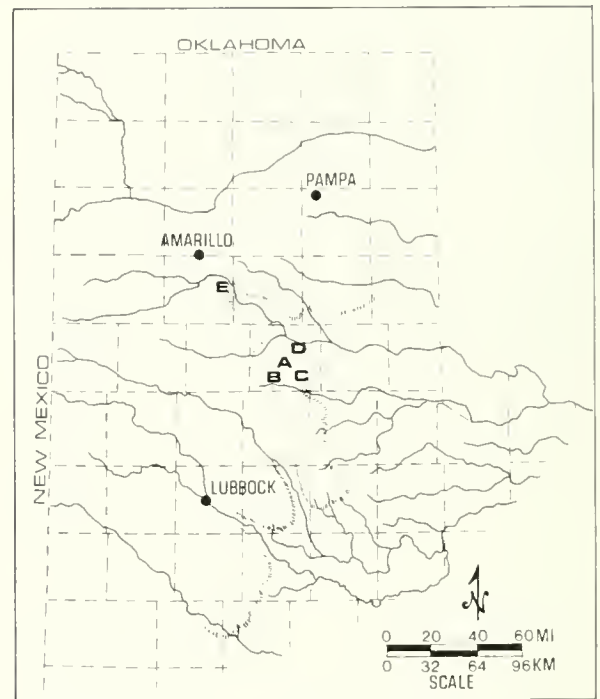 OKLAHOMA
PAMPA
AMARILLO
E
D
A
B C
NEW MEXICO
LUBBOCK
N
0 20 40 60 MI
0 32 64 96 KM
SCALE